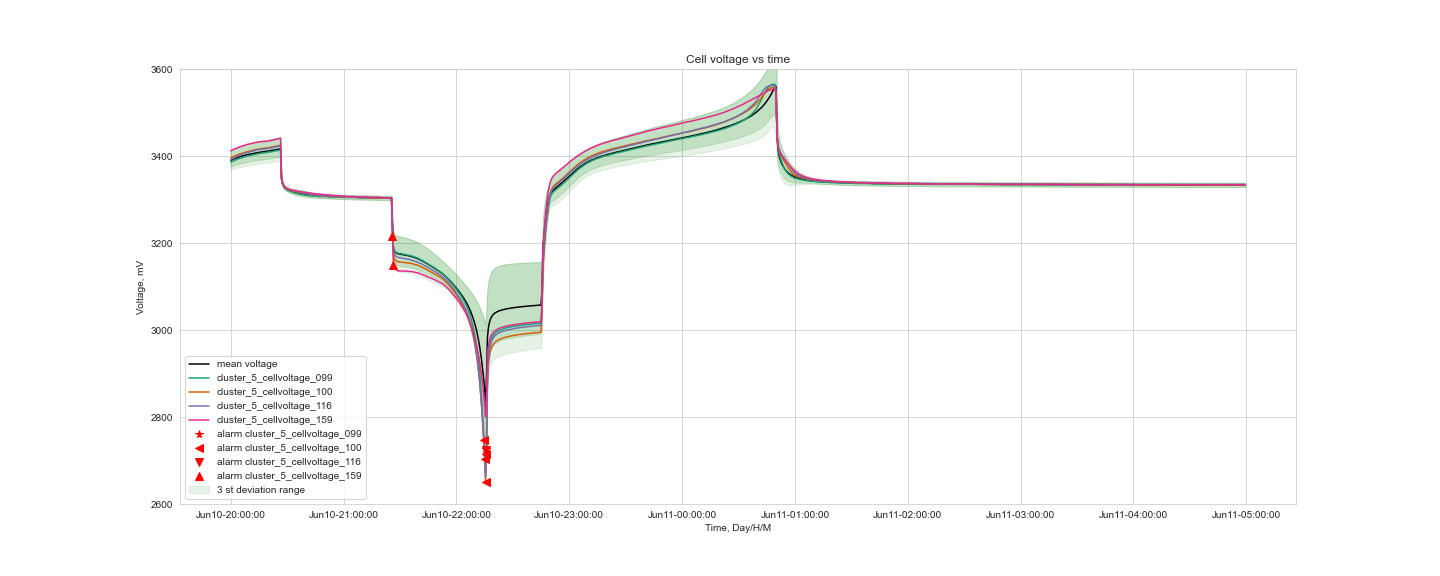 Cell voltage vs time
3600
3400
3200
3000
2800
2600
Voltage, mV
mean voltage
cluster_5_cellvoltage_099
cluster_5_cellvoltage_100
cluster_5_cellvoltage_116
cluster_5_cellvoltage_159
alarm cluster_5_cellvoltage_099
alarm cluster_5_cellvoltage_100
alarm cluster_5_cellvoltage_116
alarm cluster_5_cellvoltage_159
3 st deviation range
Jun10-20:00:00 Jun10-21:00:00 Jun10-22:00:00 Jun10-23:00:00 Jun11-00:00:00 Jun11-01:00:00 Jun11-02:00:00 Jun11-03:00:00 Jun11-04:00:00 Jun11-05:00:00
Time, Day/H/M